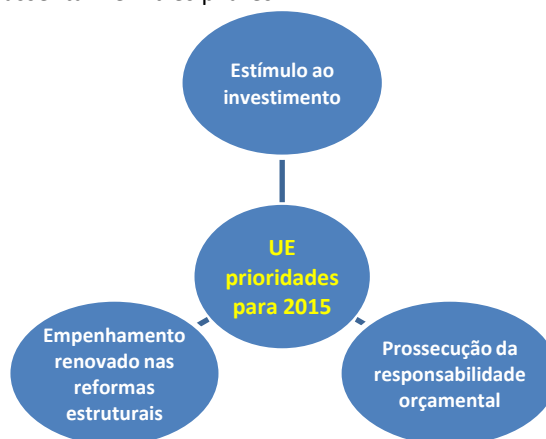 Estímulo ao
investimento
UE
prioridades
para 2015
Empenhamento
renovado nas
reformas
estruturais
Prossecução da
responsabilidade
orçamental